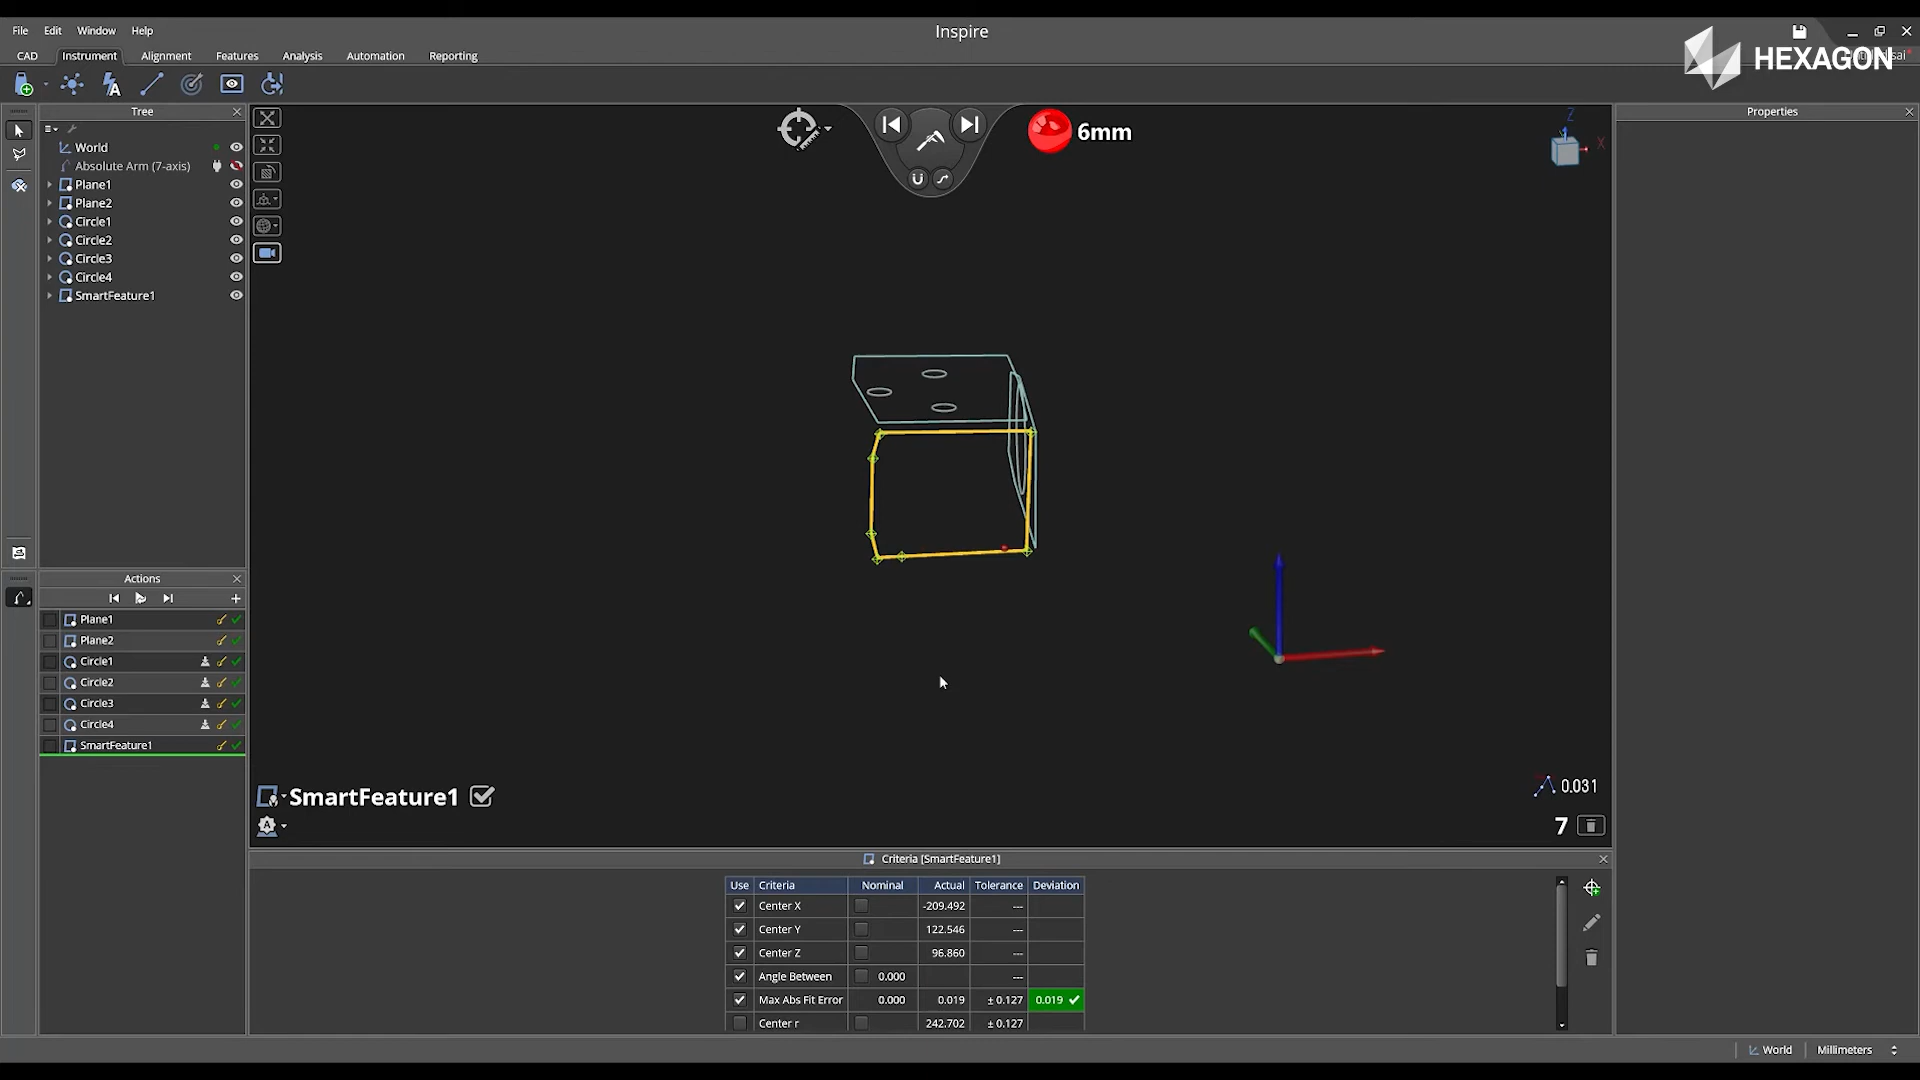 Inspire
File Edit Window Help
HEXAGON
CAD Instrument Alignment Features Analysis Automation Reporting
Tree
Properties
6mm
Z
X
World
Absolute Arm (7-axis)
Plane1
Plane2
Circle1
Circle2
Circle3
Circle4
SmartFeature1
Actions
Plane1
Plane2
Circle1
Circle2
Circle3
Circle4
SmartFeature1
SmartFeature1
0.031
7
Criteria [SmartFeature1]
Use Criteria Nominal Actual Tolerance Deviation
Center X -209.492 ---
Center Y 122.546 ---
Center Z 96.860 ---
Angle Between 0.000 ---
Max Abs Fit Error 0.000 0.019 ± 0.127 0.019
Center r 242.702 ± 0.127
World Millimeters